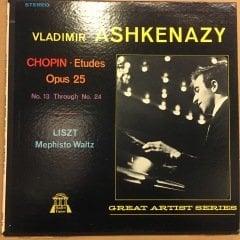 STEREO
VLADIMIR ASHKENAZY
CHOPIN · Etudes
Opus 25
No. 13 Through No. 24
LISZT
Mephisto Waltz
GREAT ARTIST SERIES